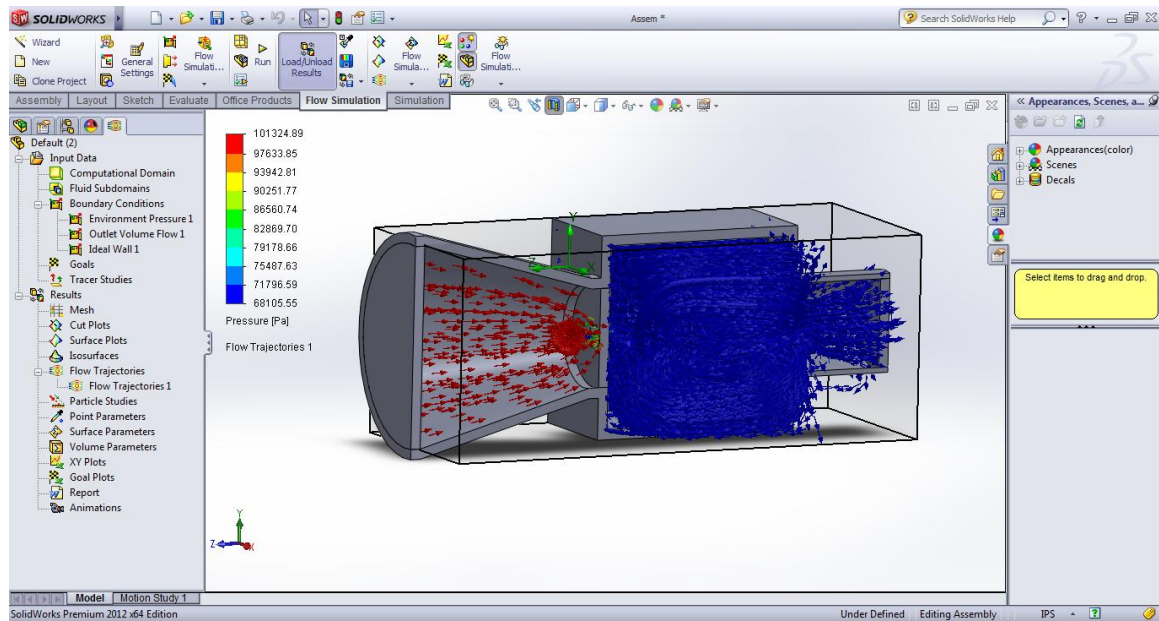 SOLIDWORKS
Assem *
Search SolidWorks Help
Wizard
New
Clone Project
General Settings
Flow Simulati...
Run
Load/Unload Results
Flow Simula...
Flow Simulati...
Assembly
Layout
Sketch
Evaluate
Office Products
Flow Simulation
Simulation
Default (2)
Input Data
Computational Domain
Fluid Subdomains
Boundary Conditions
Environment Pressure 1
Outlet Volume Flow 1
Ideal Wall 1
Goals
Tracer Studies
Results
Mesh
Cut Plots
Surface Plots
Isosurfaces
Flow Trajectories
Flow Trajectories 1
Particle Studies
Point Parameters
Surface Parameters
Volume Parameters
XY Plots
Goal Plots
Report
Animations
101324.89
97633.85
93942.81
90251.77
86560.74
82869.70
79178.66
75487.63
71796.59
68105.55
Pressure [Pa]
Flow Trajectories 1
Y
X
Z
Y
Z
X
Appearances, Scenes, a...
Appearances(color)
Scenes
Decals
Select items to drag and drop.
Model
Motion Study 1
SolidWorks Premium 2012 x64 Edition
Under Defined
Editing Assembly
IPS